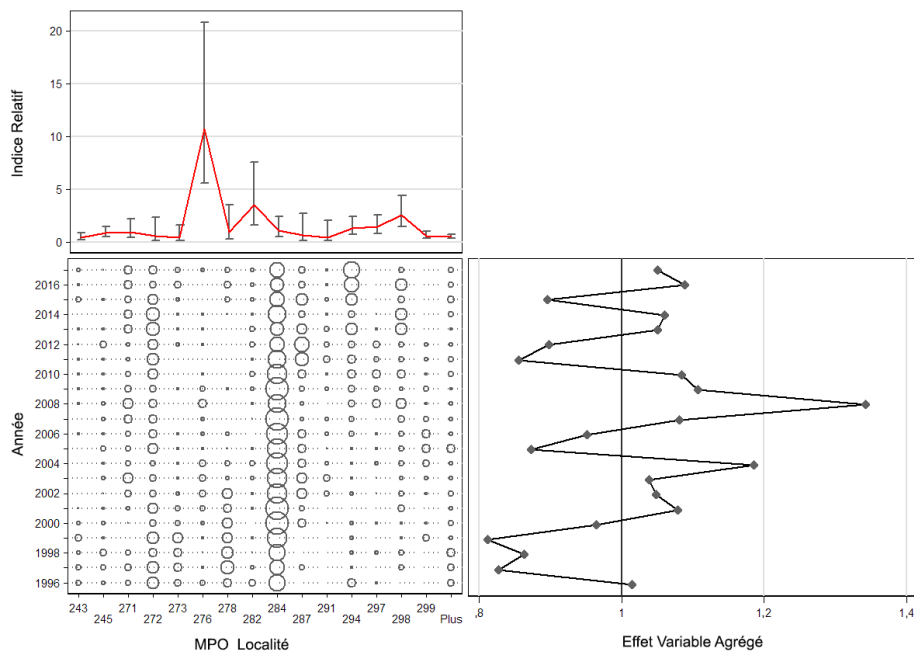 20
15
10
5
0
Indice Relatif
2016
2014
2012
2010
2008
2006
2004
2002
2000
1998
1996
Année
243 271 273 278 284 291 297 299
245 272 276 282 287 294 298 Plus
MPO Localité
,8 1 1,2 1,4
Effet Variable Agrégé